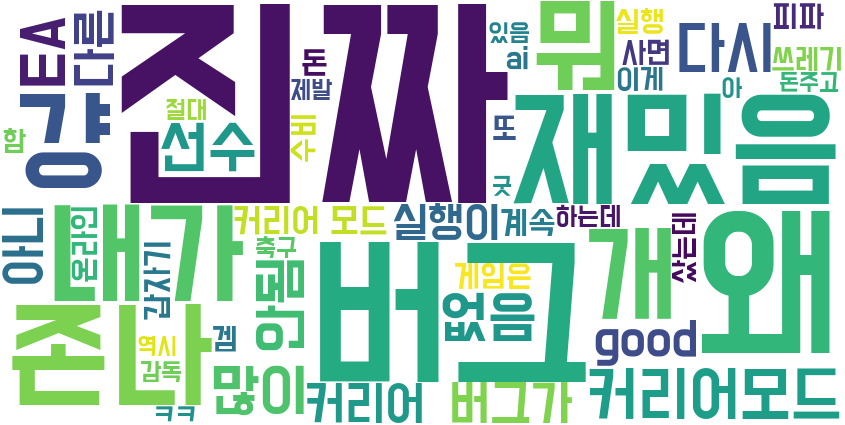 진짜
EA
다른
걍
함
절대
선수
돈
제발
수비
있음
ai
뭐
실행
사면
이게
다시
피파
쓰레기
돈주고
아
또
굿
재밌음
아니
온라인
내가
갑자기
커리어 모드
축구
안됨
실행이
계속
하는데
샀는데
게임은
버그
없음
개
왜
존나
역시
감독
ㅋㅋ
겜
많이
커리어
버그가
good
커리어모드